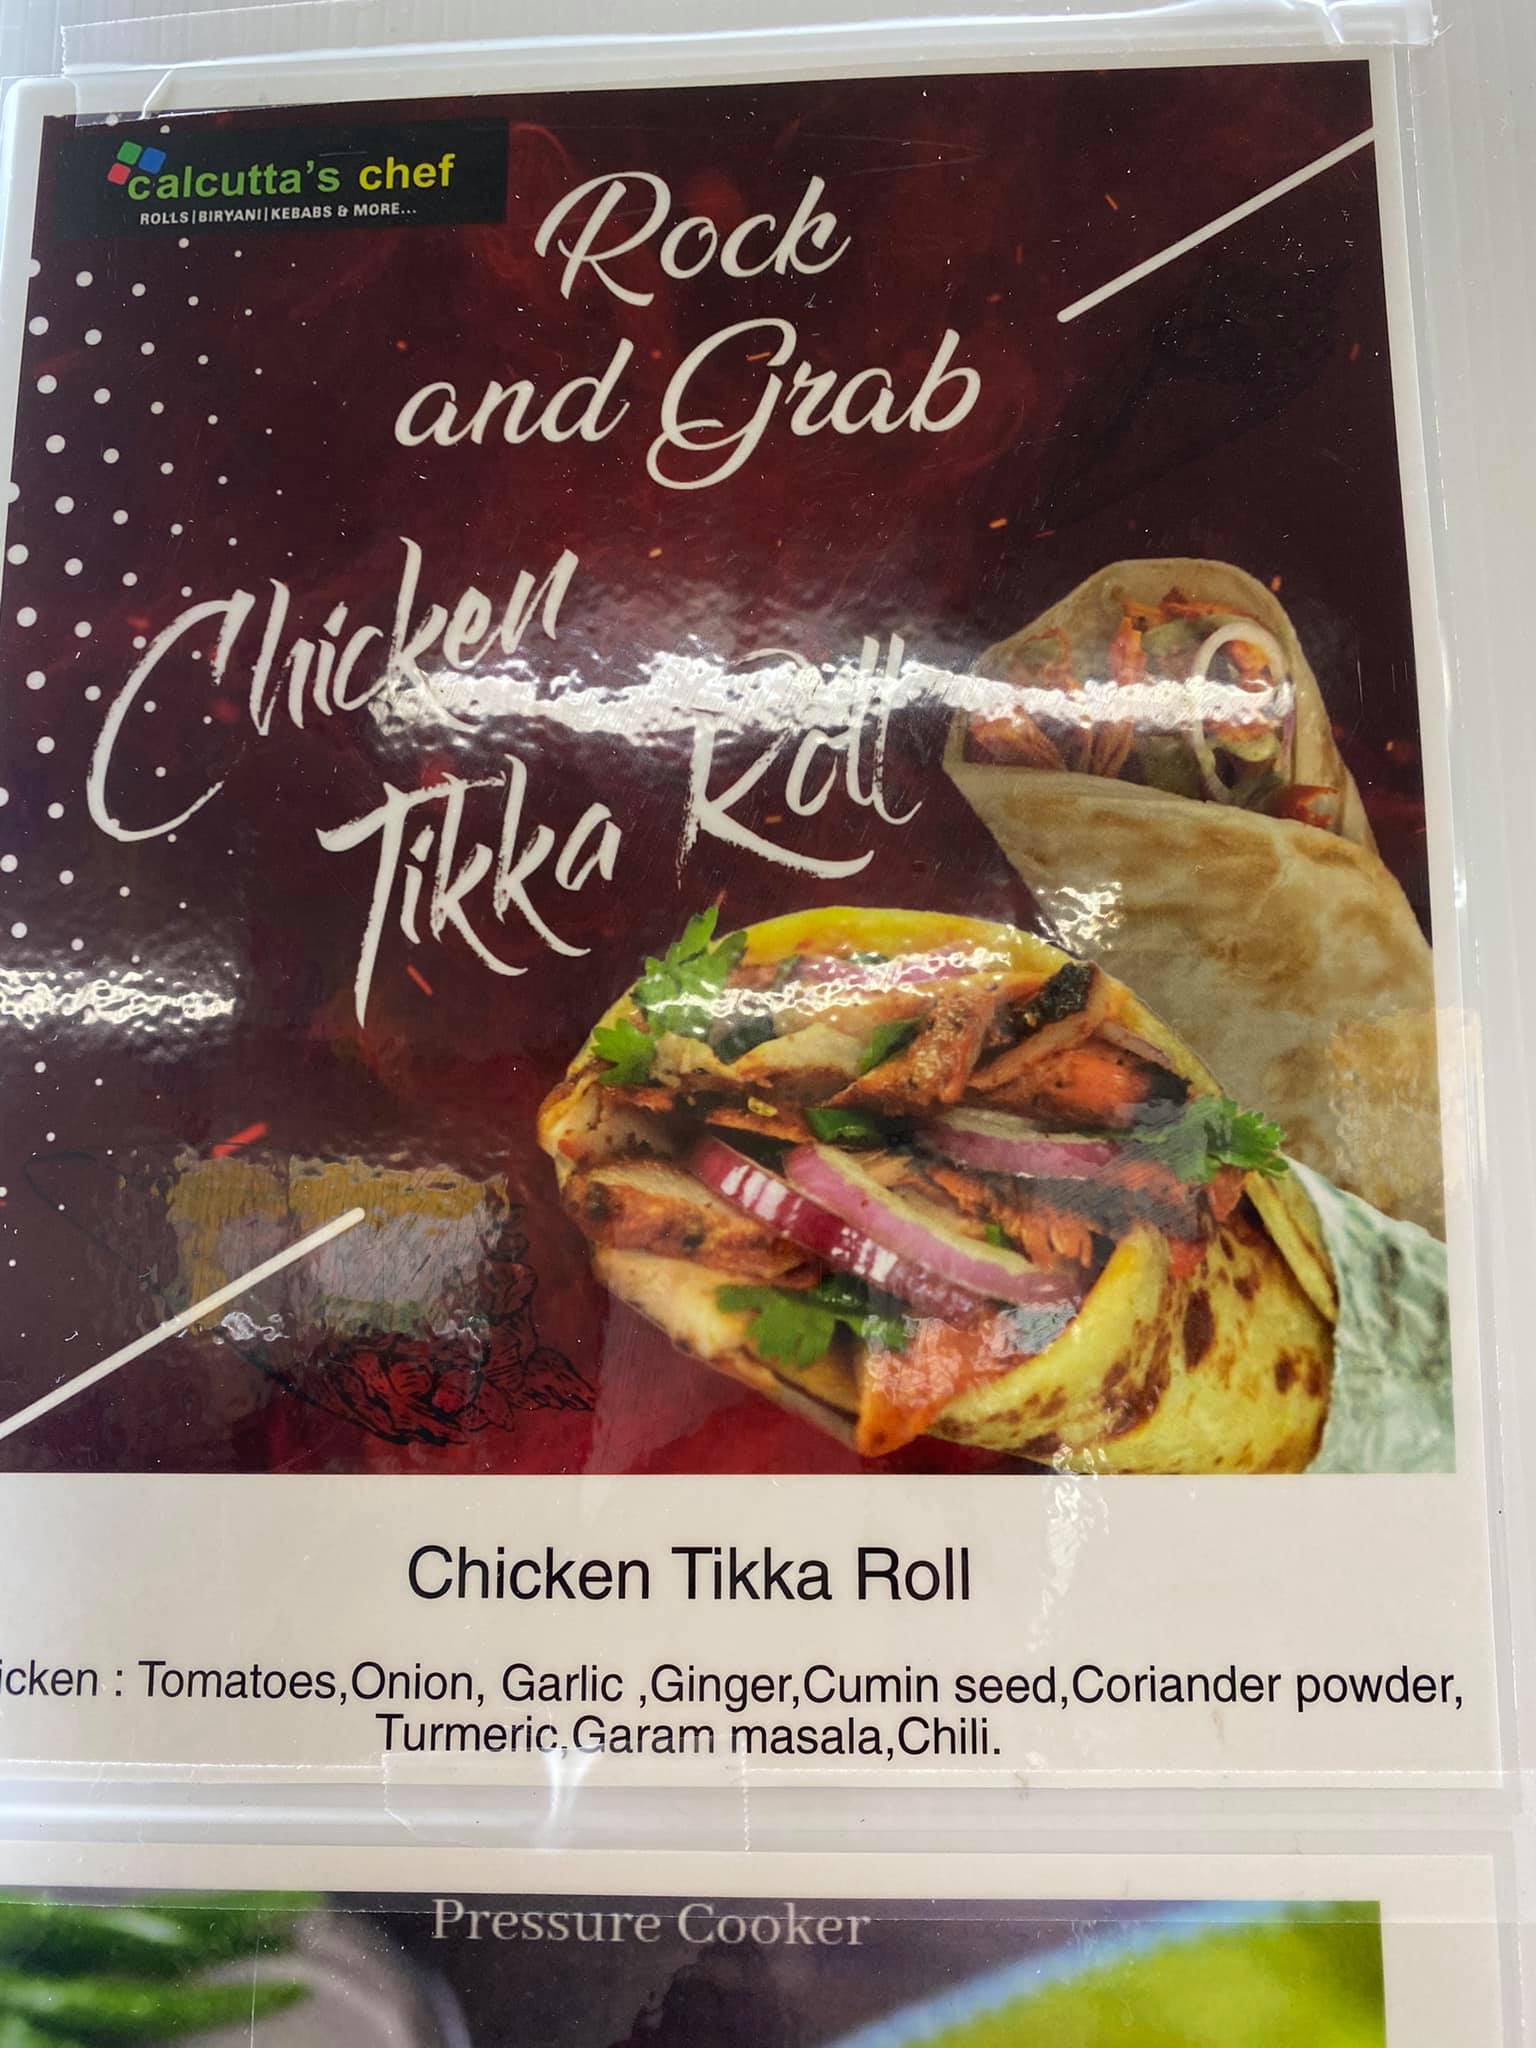 calcutta's chef
ROLLS|BIRYANI|KEBABS & MORE...
Rock
and Grab
Chicken
Tikka Roll
Chicken Tikka Roll
icken : Tomatoes,Onion, Garlic ,Ginger,Cumin seed,Coriander powder,
Turmeric,Garam masala,Chili.
Pressure Cooker